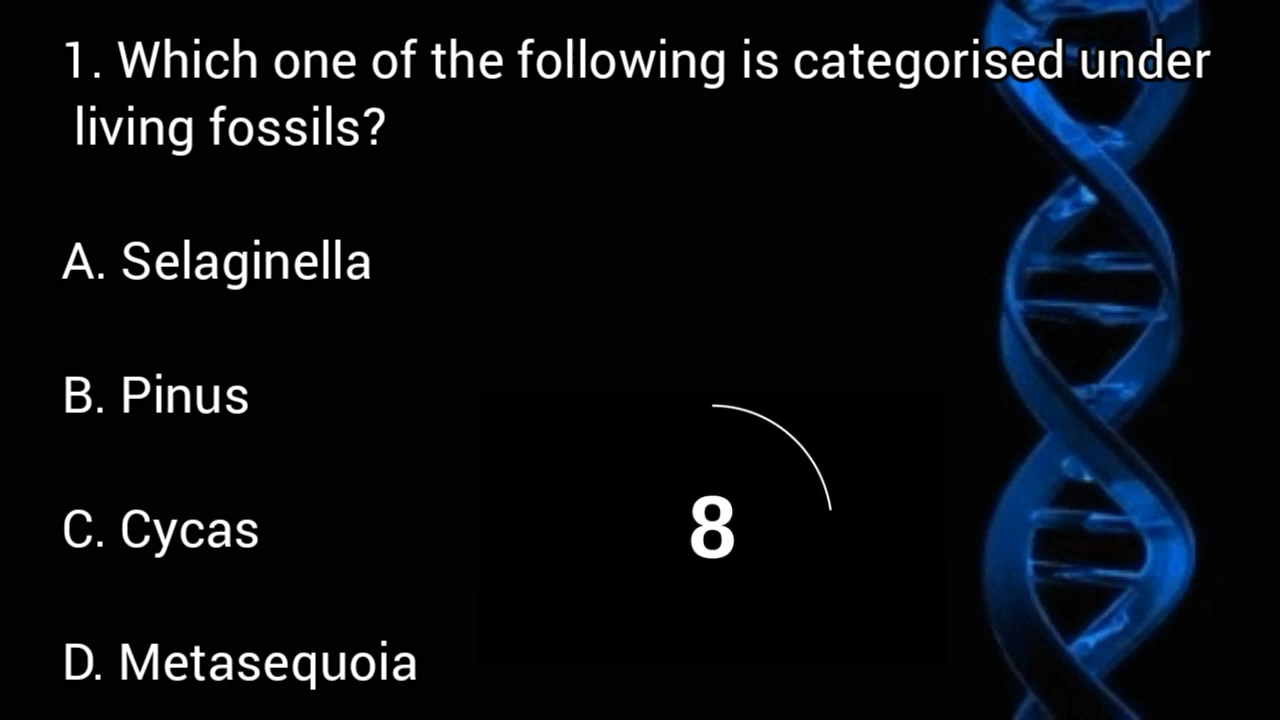 1. Which one of the following is categorised under
living fossils?
A. Selaginella
B. Pinus
8
C. Cycas
D. Metasequoia